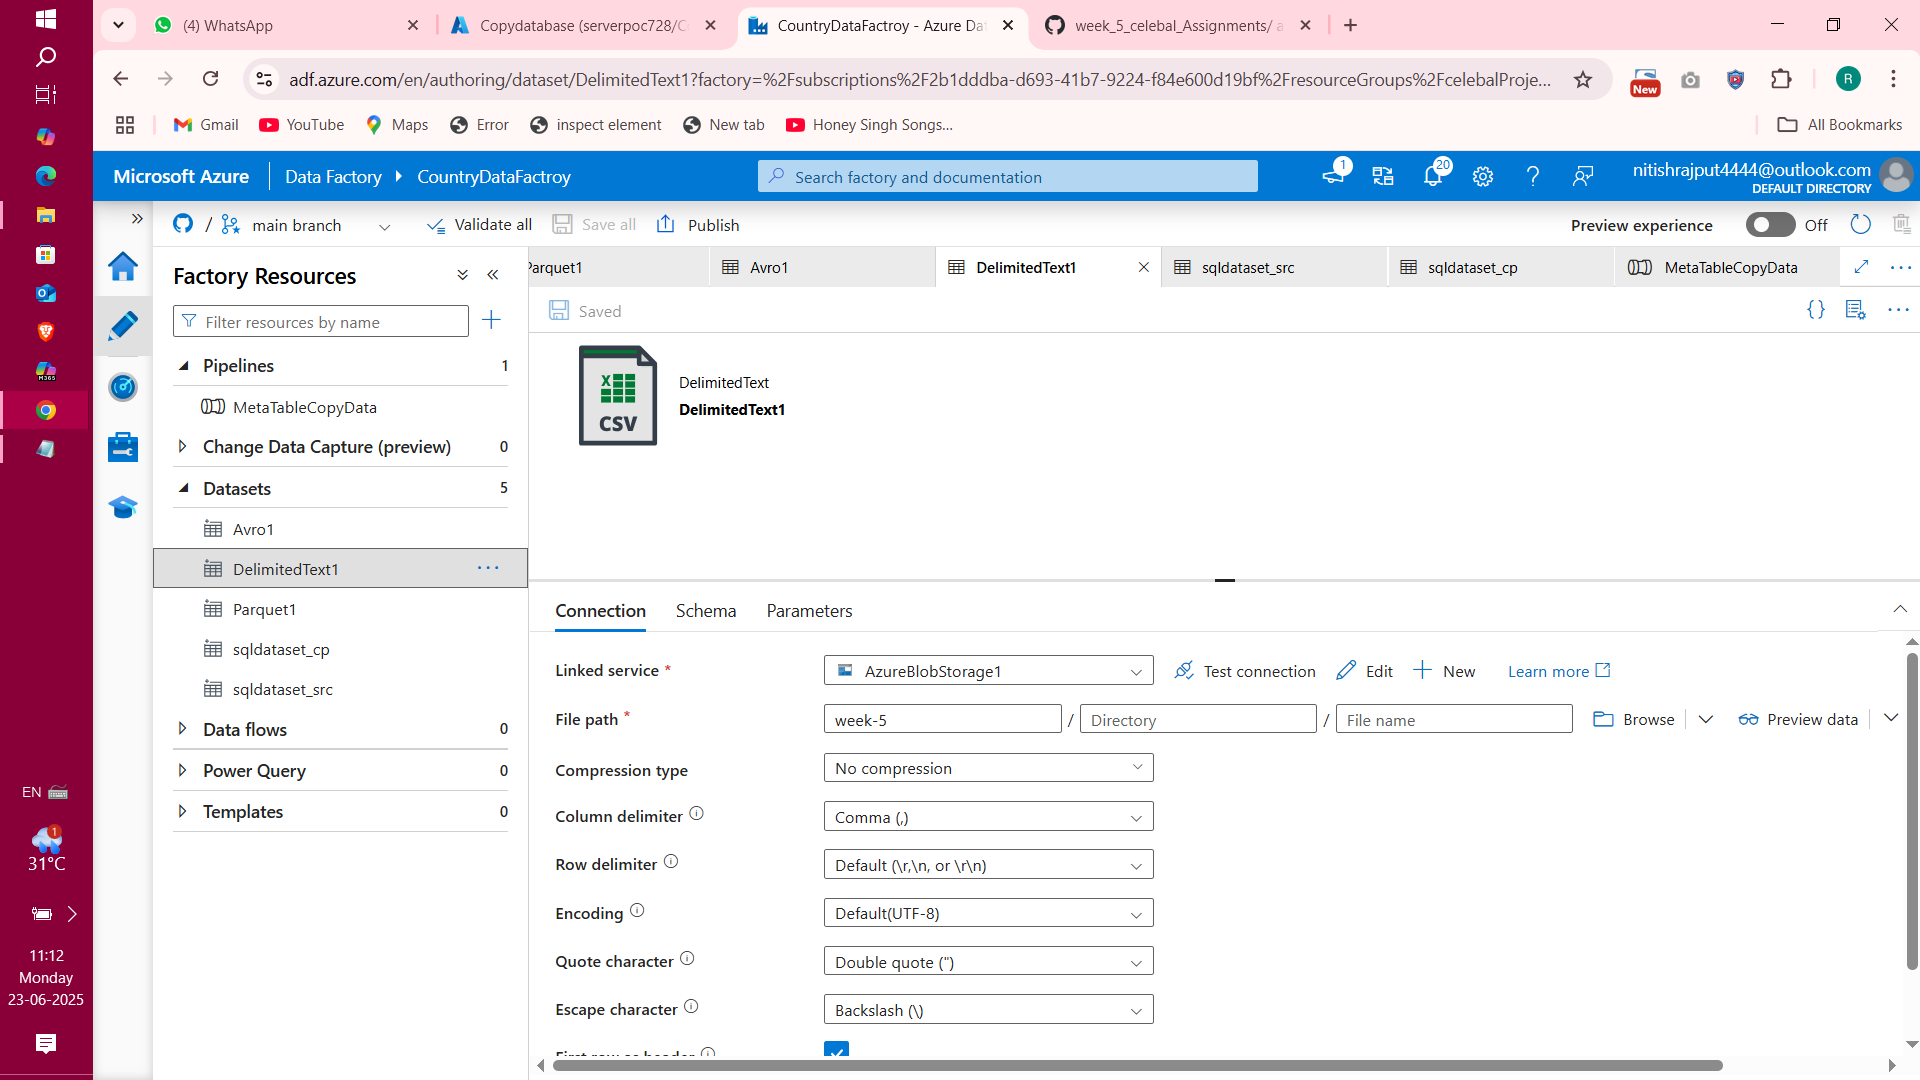 (4) WhatsApp
Copydatabase (serverpoc728/C
CountryDataFactroy - Azure Da
week_5_celebal_Assignments/ a
adf.azure.com/en/authoring/dataset/DelimitedText1?factory=%2Fsubscriptions%2F2b1dddba-d693-41b7-9224-f84e600d19bf%2FresourceGroups%2FcelebalProje...
New
R
Gmail
YouTube
Maps
Error
inspect element
New tab
Honey Singh Songs...
All Bookmarks
Microsoft Azure
Data Factory
CountryDataFactroy
Search factory and documentation
1
20
nitishrajput4444@outlook.com
DEFAULT DIRECTORY
/
main branch
Validate all
Save all
Publish
Preview experience
Off
Factory Resources
Filter resources by name
Pipelines 1
MetaTableCopyData
Change Data Capture (preview) 0
Datasets 5
Avro1
DelimitedText1
Parquet1
sqldataset_cp
sqldataset_src
Data flows 0
Power Query 0
Templates 0
Parquet1
Avro1
DelimitedText1
sqldataset_src
sqldataset_cp
MetaTableCopyData
Saved
{}
X
CSV
DelimitedText
DelimitedText1
Connection
Schema
Parameters
Linked service *
AzureBlobStorage1
Test connection
Edit
New
Learn more
File path *
week-5
/
Directory
/
File name
Browse
Preview data
Compression type
No compression
Column delimiter
Comma (,)
Row delimiter
Default (\r,\n, or \r\n)
Encoding
Default(UTF-8)
Quote character
Double quote (")
Escape character
Backslash (\)
First row as header
M365
EN
1
31°C
11:12
Monday
23-06-2025